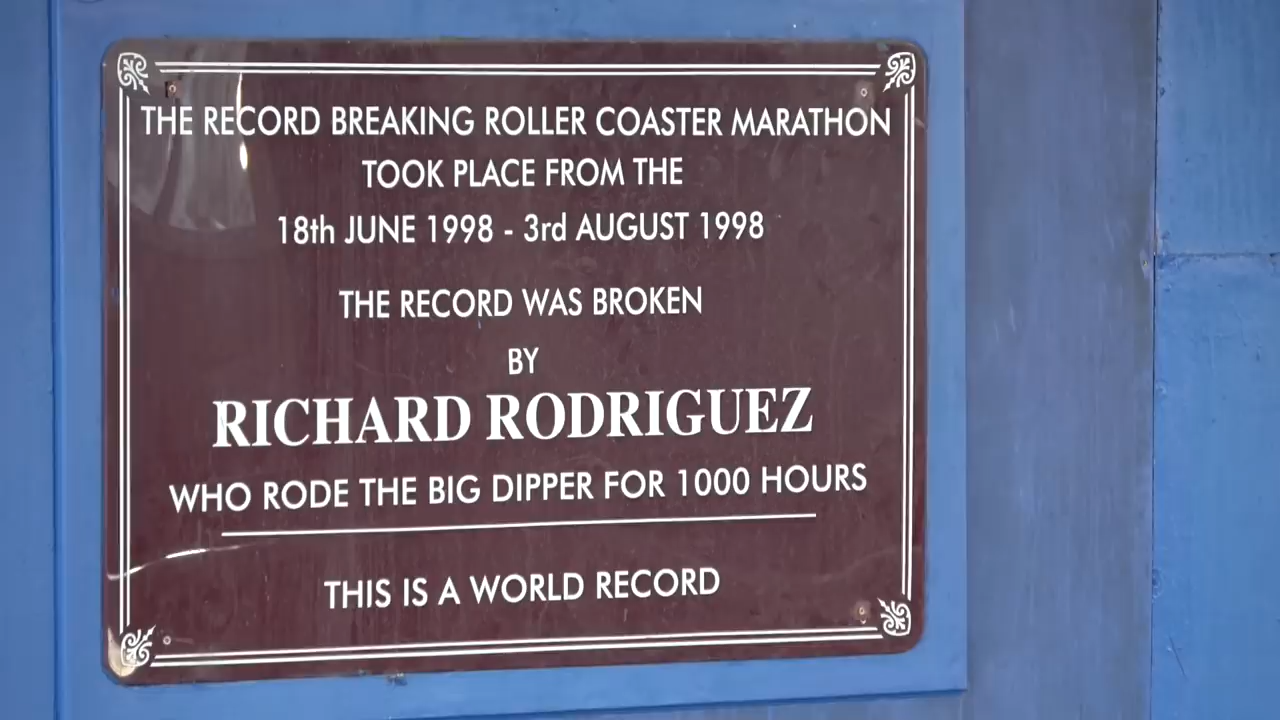 THE RECORD BREAKING ROLLER COASTER MARATHON
TOOK PLACE FROM THE
18th JUNE 1998 - 3rd AUGUST 1998
THE RECORD WAS BROKEN
BY
RICHARD RODRIGUEZ
WHO RODE THE BIG DIPPER FOR 1000 HOURS
THIS IS A WORLD RECORD